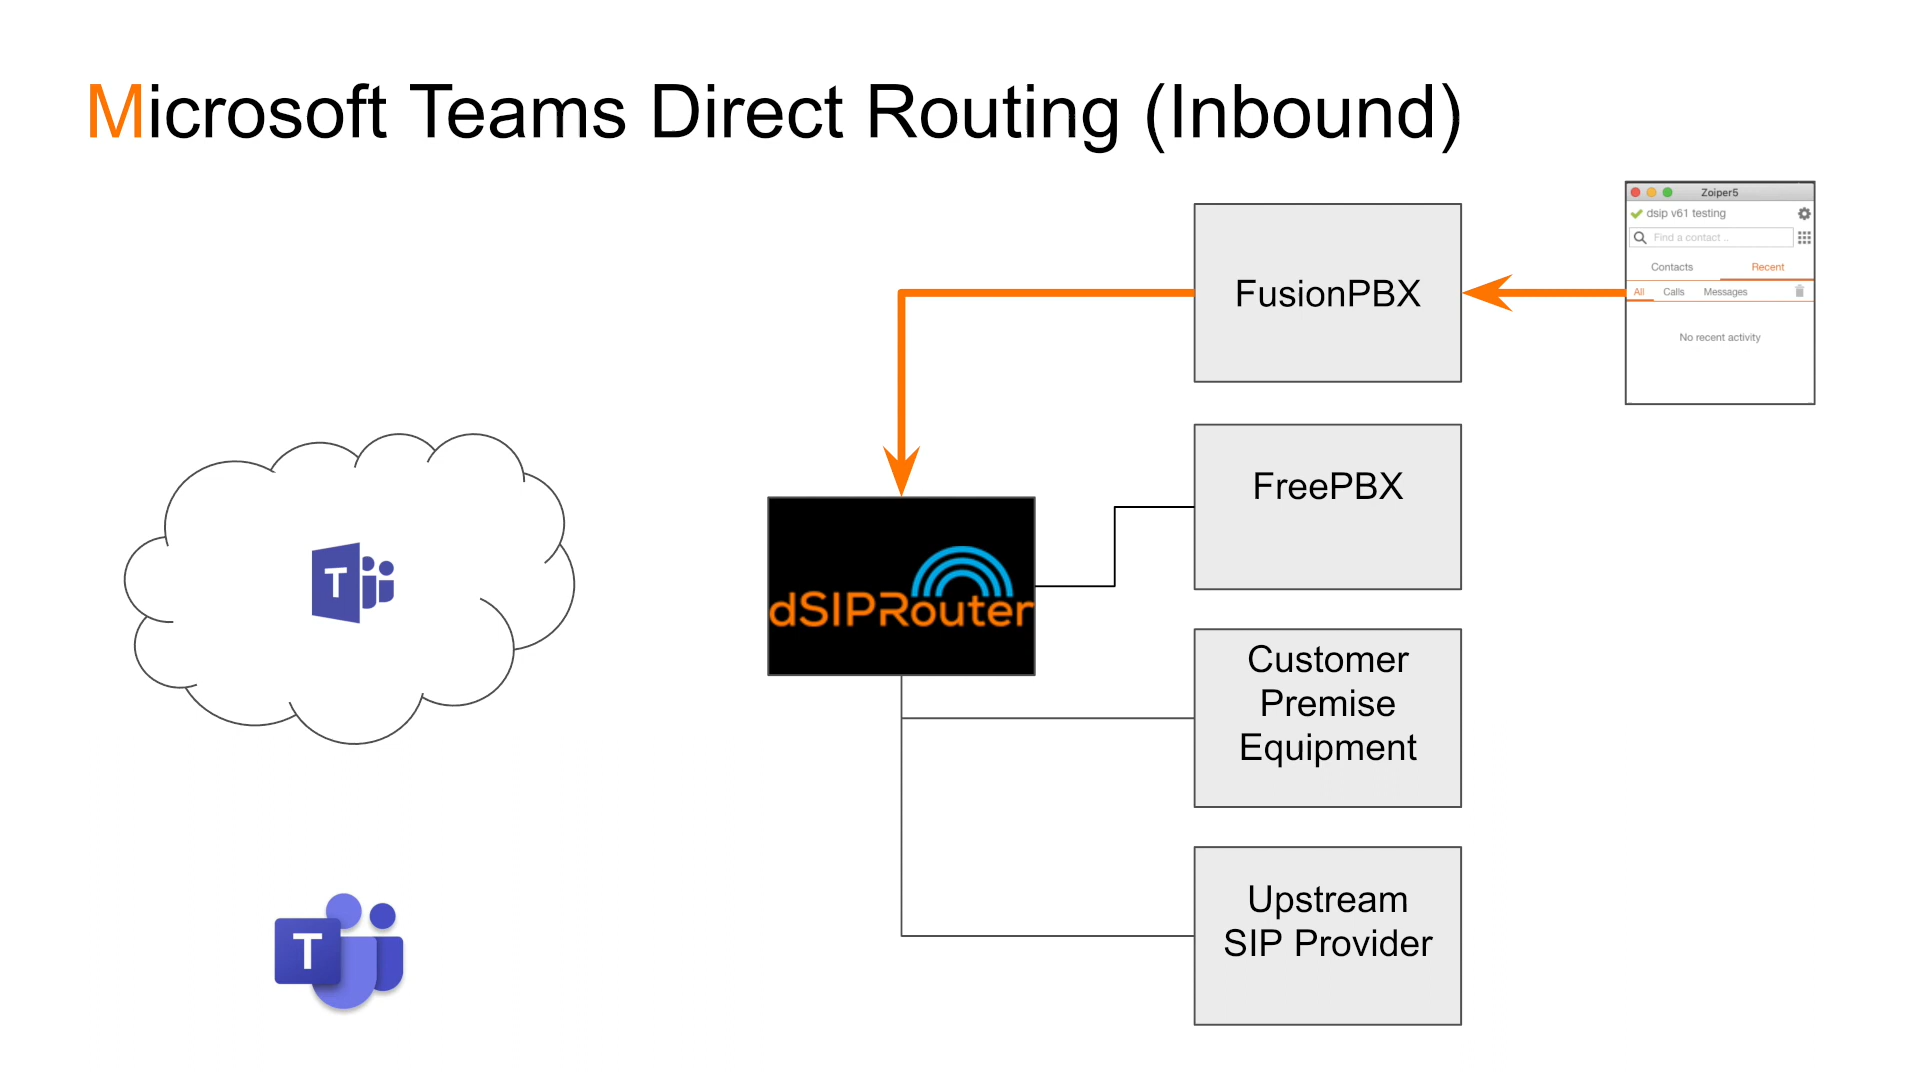 Microsoft Teams Direct Routing (Inbound)
Zoiper5
dsip v61 testing
Find a contact ..
Contacts
Recent
All
Calls
Messages
No recent activity
FusionPBX
FreePBX
T
dSIPRouter
Customer
Premise
Equipment
Upstream
SIP Provider
T